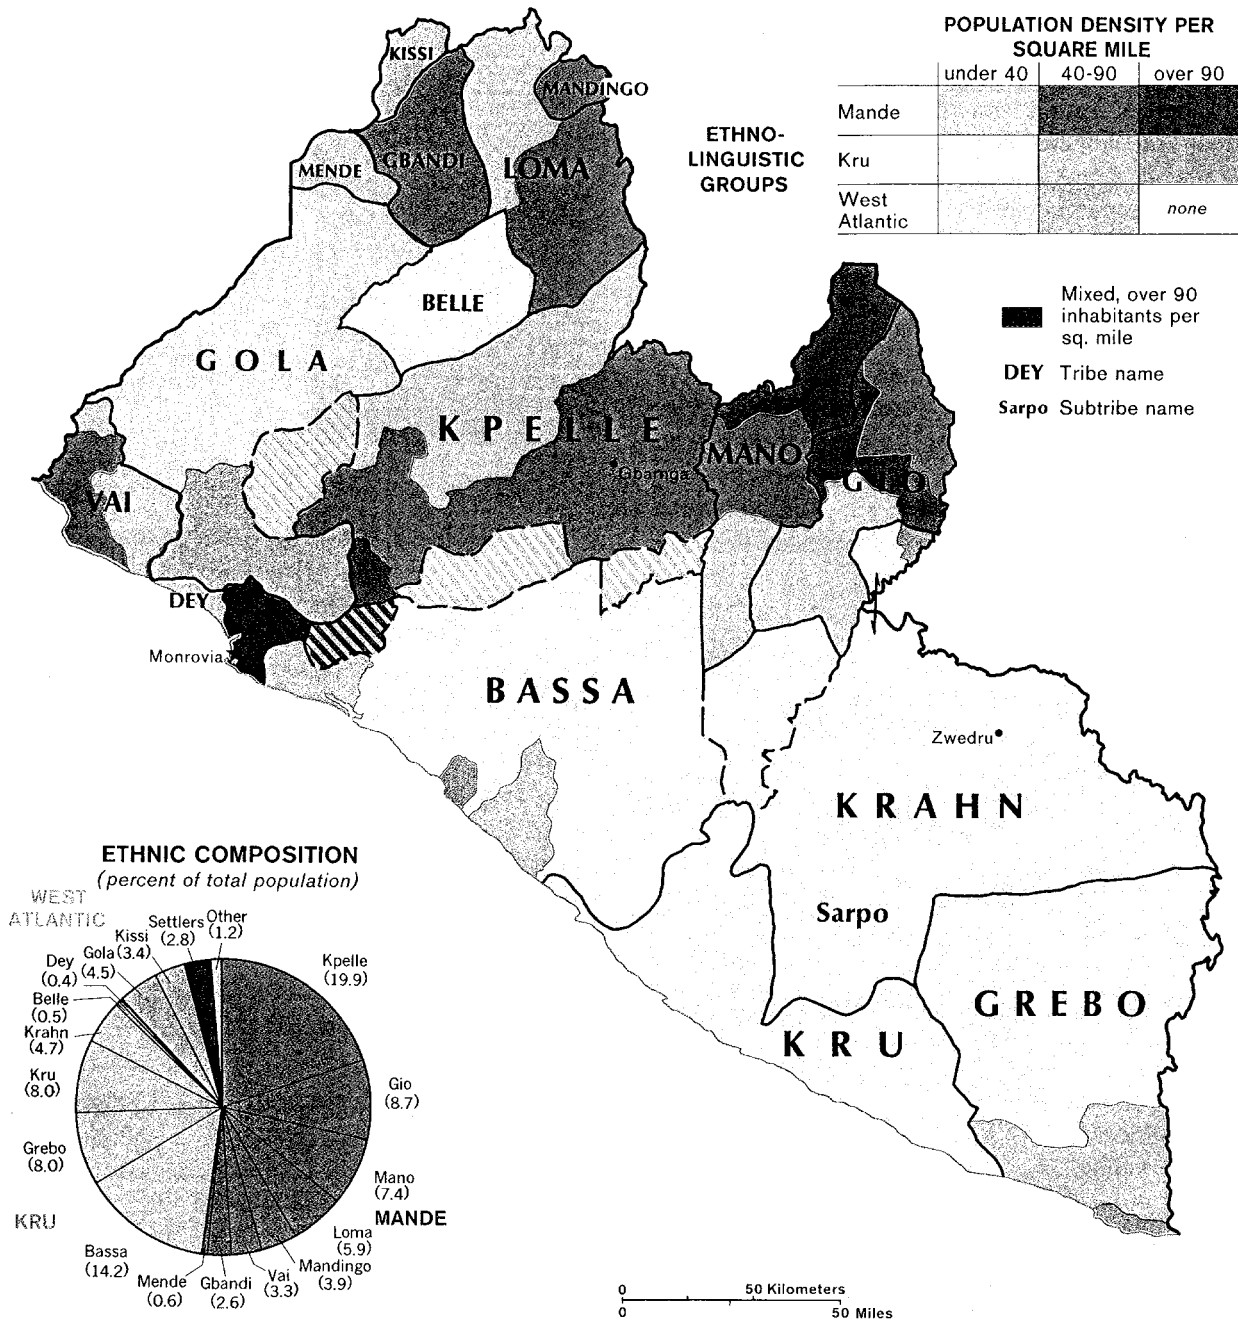 POPULATION DENSITY PER
SQUARE MILE
under 40 40-90 over 90
Mande
Kru
West
Atlantic
none
ETHNO-
LINGUISTIC
GROUPS
Mixed, over 90
inhabitants per
sq. mile
DEY Tribe name
Sarpo Subtribe name
KISSI
MANDINGO
GBANDI
LOMA
MENDE
BELLE
GOLA
KPELLE
Gbarnga
MANO
GIO
VAI
DEY
Monrovia
BASSA
Zwedru
KRAHN
Sarpo
GREBO
KRU
ETHNIC COMPOSITION
(percent of total population)
WEST
ATLANTIC
Settlers
(2.8)
Other
(1.2)
Kissi
(3.4)
Gola
(4.5)
Dey
(0.4)
Belle
(0.5)
Krahn
(4.7)
Kru
(8.0)
Grebo
(8.0)
KRU
Bassa
(14.2)
Mende
(0.6)
Gbandi
(2.6)
Vai
(3.3)
Mandingo
(3.9)
Loma
(5.9)
MANDE
Mano
(7.4)
Gio
(8.7)
Kpelle
(19.9)
0 50 Kilometers
0 50 Miles